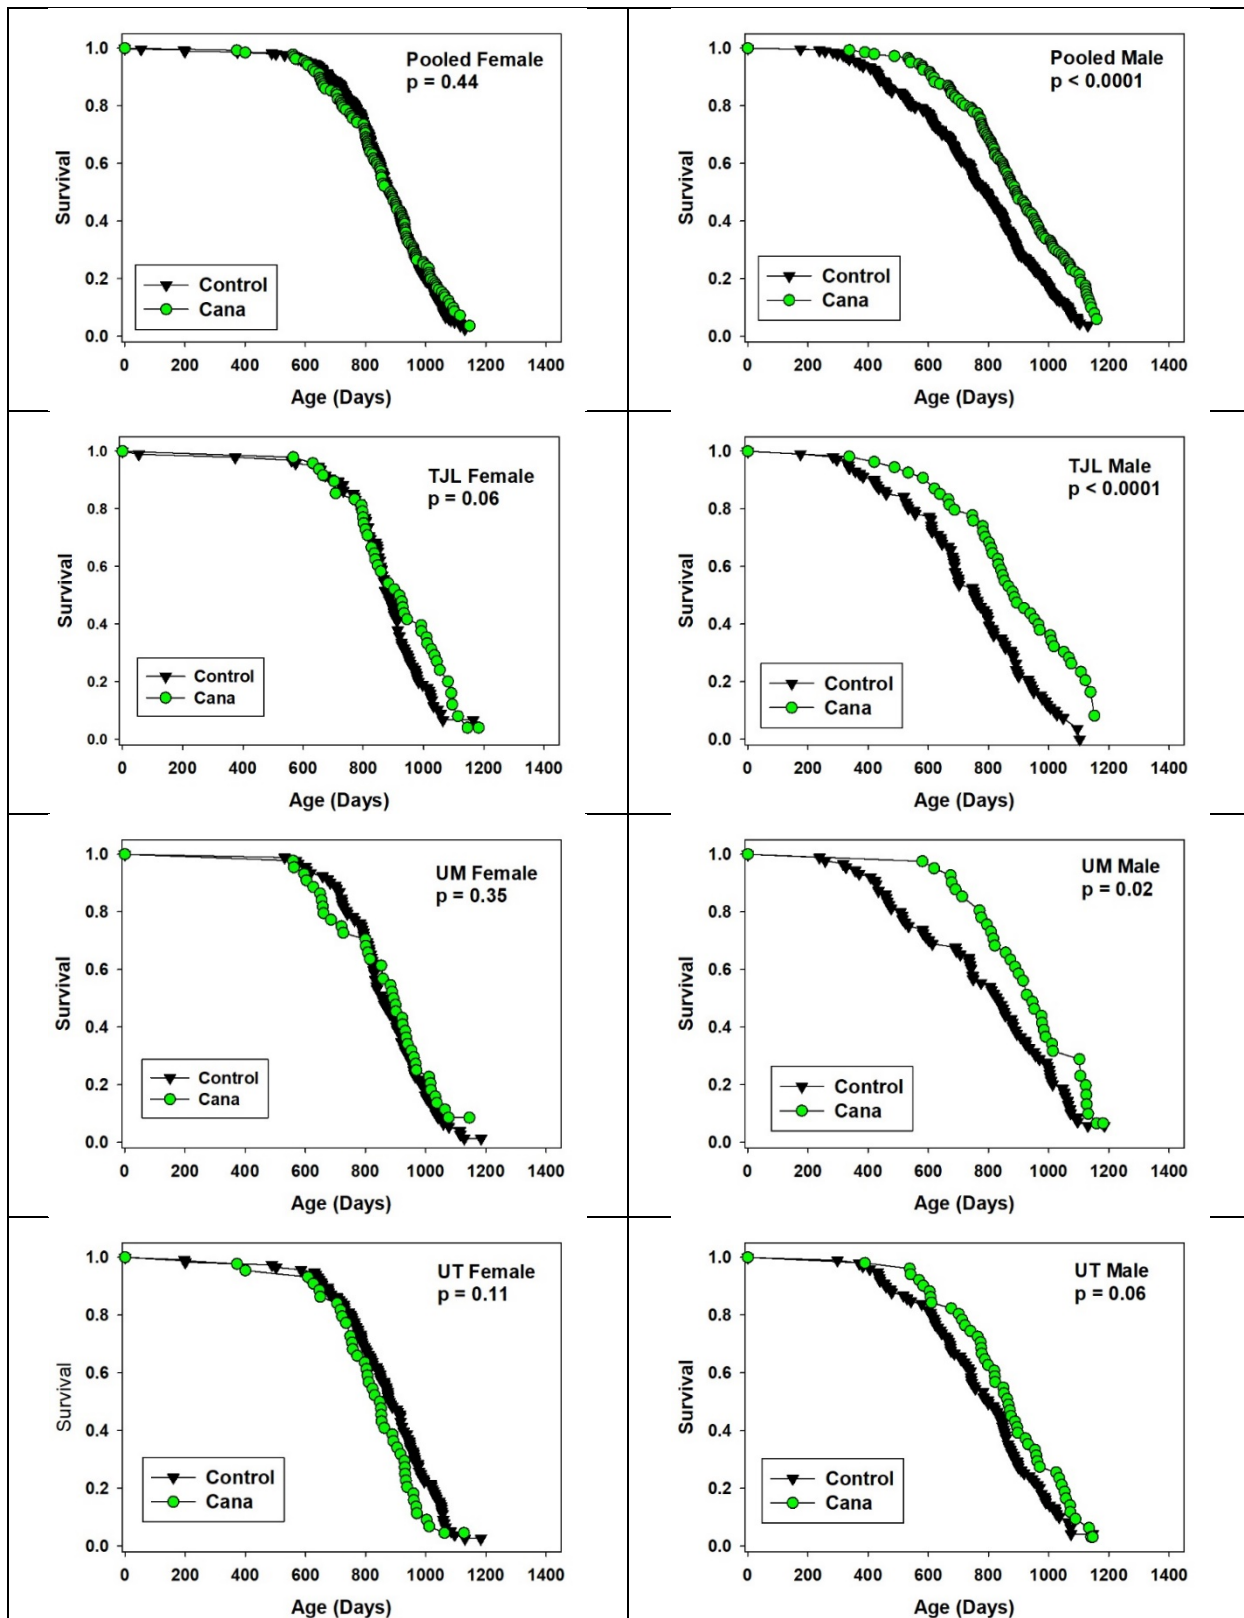 Pooled Female
p = 0.44
Survival
1.0
0.8
0.6
0.4
0.2
0.0
Control
Cana
0 200 400 600 800 1000 1200 1400
Age (Days)
Pooled Male
p < 0.0001
Survival
1.0
0.8
0.6
0.4
0.2
0.0
Control
Cana
0 200 400 600 800 1000 1200 1400
Age (Days)
TJL Female
p = 0.06
Survival
1.0
0.8
0.6
0.4
0.2
0.0
Control
Cana
0 200 400 600 800 1000 1200 1400
Age (Days)
TJL Male
p < 0.0001
Survival
1.0
0.8
0.6
0.4
0.2
0.0
Control
Cana
0 200 400 600 800 1000 1200 1400
Age (Days)
UM Female
p = 0.35
Survival
1.0
0.8
0.6
0.4
0.2
0.0
Control
Cana
0 200 400 600 800 1000 1200 1400
Age (Days)
UM Male
p = 0.02
Survival
1.0
0.8
0.6
0.4
0.2
0.0
Control
Cana
0 200 400 600 800 1000 1200 1400
Age (Days)
UT Female
p = 0.11
Survival
1.0
0.8
0.6
0.4
0.2
0.0
Control
Cana
0 200 400 600 800 1000 1200 1400
Age (Days)
UT Male
p = 0.06
Survival
1.0
0.8
0.6
0.4
0.2
0.0
Control
Cana
0 200 400 600 800 1000 1200 1400
Age (Days)